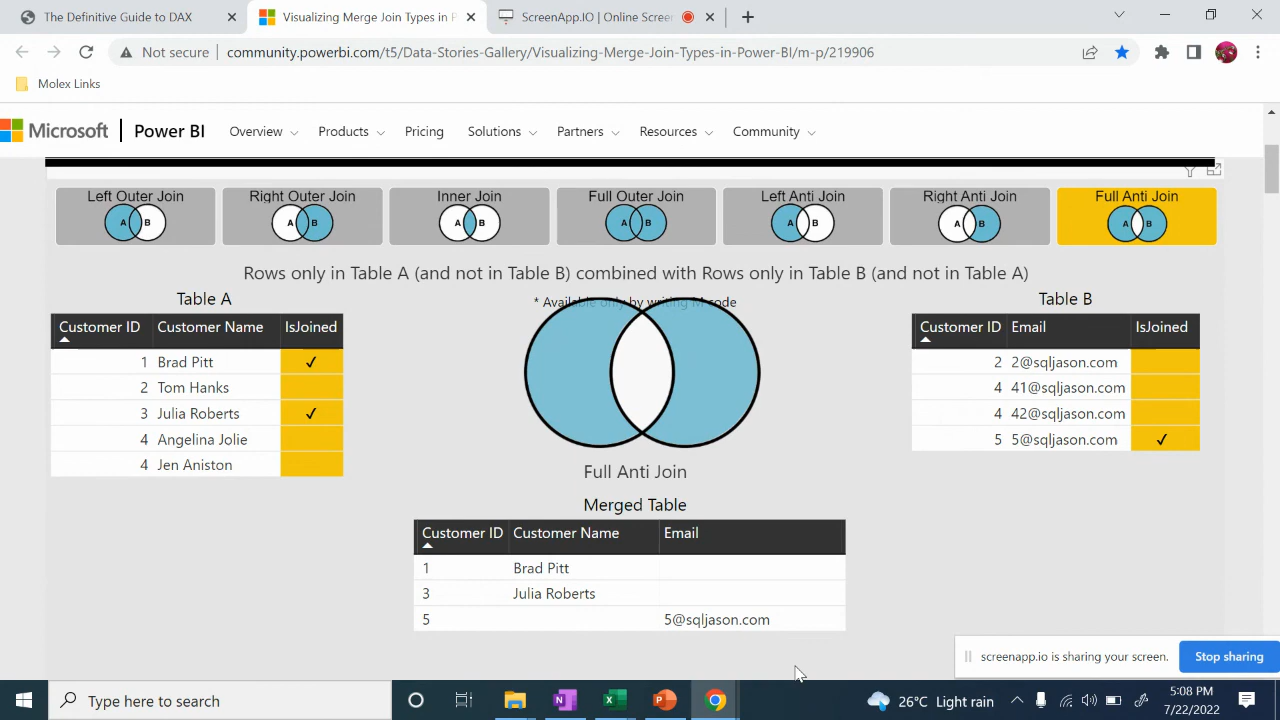 The Definitive Guide to DAX
Visualizing Merge Join Types in P
ScreenApp.IO | Online Screen
Not secure
community.powerbi.com/t5/Data-Stories-Gallery/Visualizing-Merge-Join-Types-in-Power-BI/m-p/219906
Molex Links
Microsoft Power BI Overview Products Pricing Solutions Partners Resources Community
Left Outer Join Right Outer Join Inner Join Full Outer Join Left Anti Join Right Anti Join Full Anti Join
A B A B A B A B A B A B A B
Rows only in Table A (and not in Table B) combined with Rows only in Table B (and not in Table A)
* Available only by writing M code
Table A
Customer ID Customer Name IsJoined
1 Brad Pitt ✓
2 Tom Hanks
3 Julia Roberts ✓
4 Angelina Jolie
4 Jen Aniston
Table B
Customer ID Email IsJoined
2 2@sqljason.com
4 41@sqljason.com
4 42@sqljason.com
5 5@sqljason.com ✓
Full Anti Join
Merged Table
Customer ID Customer Name Email
1 Brad Pitt
3 Julia Roberts
5 5@sqljason.com
screenapp.io is sharing your screen. Stop sharing
Type here to search
26°C Light rain
5:08 PM
7/22/2022